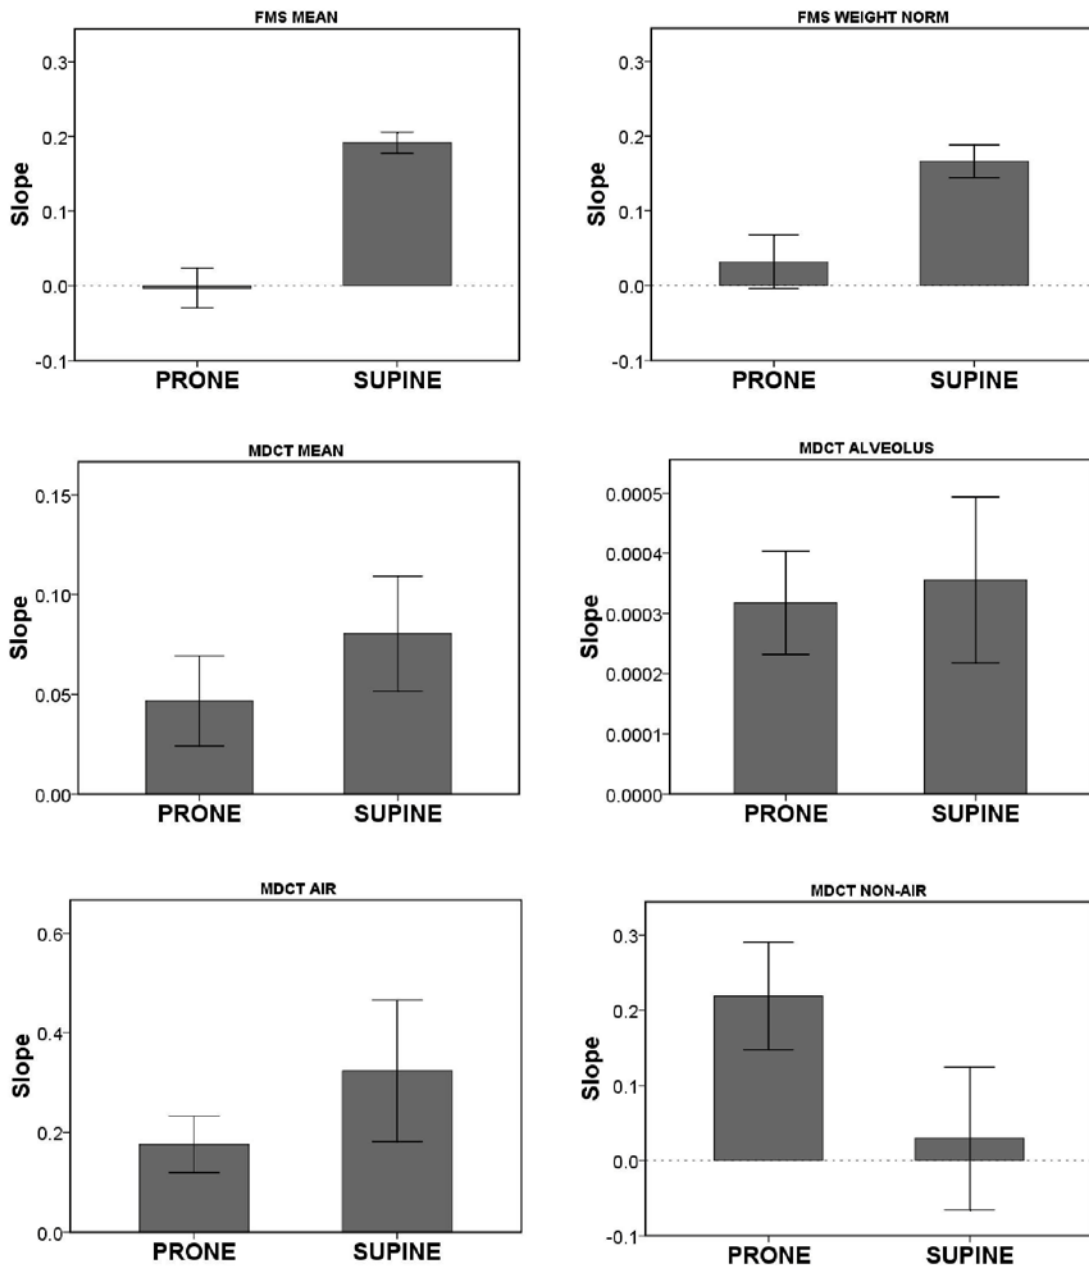 FMS MEAN
0.3
0.2
0.1
0.0
-0.1
Slope
PRONE SUPINE
FMS WEIGHT NORM
0.3
0.2
0.1
0.0
-0.1
Slope
PRONE SUPINE
MDCT MEAN
0.15
0.10
0.05
0.00
Slope
PRONE SUPINE
MDCT ALVEOLUS
0.0005
0.0004
0.0003
0.0002
0.0001
0.0000
Slope
PRONE SUPINE
MDCT AIR
0.6
0.4
0.2
0.0
Slope
PRONE SUPINE
MDCT NON-AIR
0.3
0.2
0.1
0.0
-0.1
Slope
PRONE SUPINE